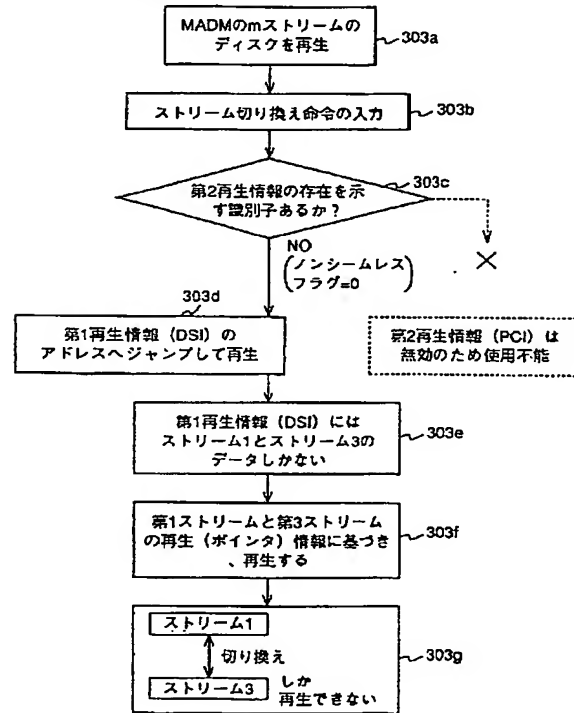 MADMのmストリームの
ディスクを再生
303a
ストリーム切り換え命令の入力
303b
第2再生情報の存在を示
す識別子あるか？
303c
NO
(ノンシームレス
フラグ=0)
303d
第1再生情報（DSI）の
アドレスへジャンプして再生
第2再生情報（PCI）は
無効のため使用不能
第1再生情報（DSI）には
ストリーム1とストリーム3の
データしかない
303e
第1ストリームと第3ストリーム
の再生（ポインタ）情報に基づき
、再生する
303f
ストリーム1
切り換え
ストリーム3
しか
再生できない
303g